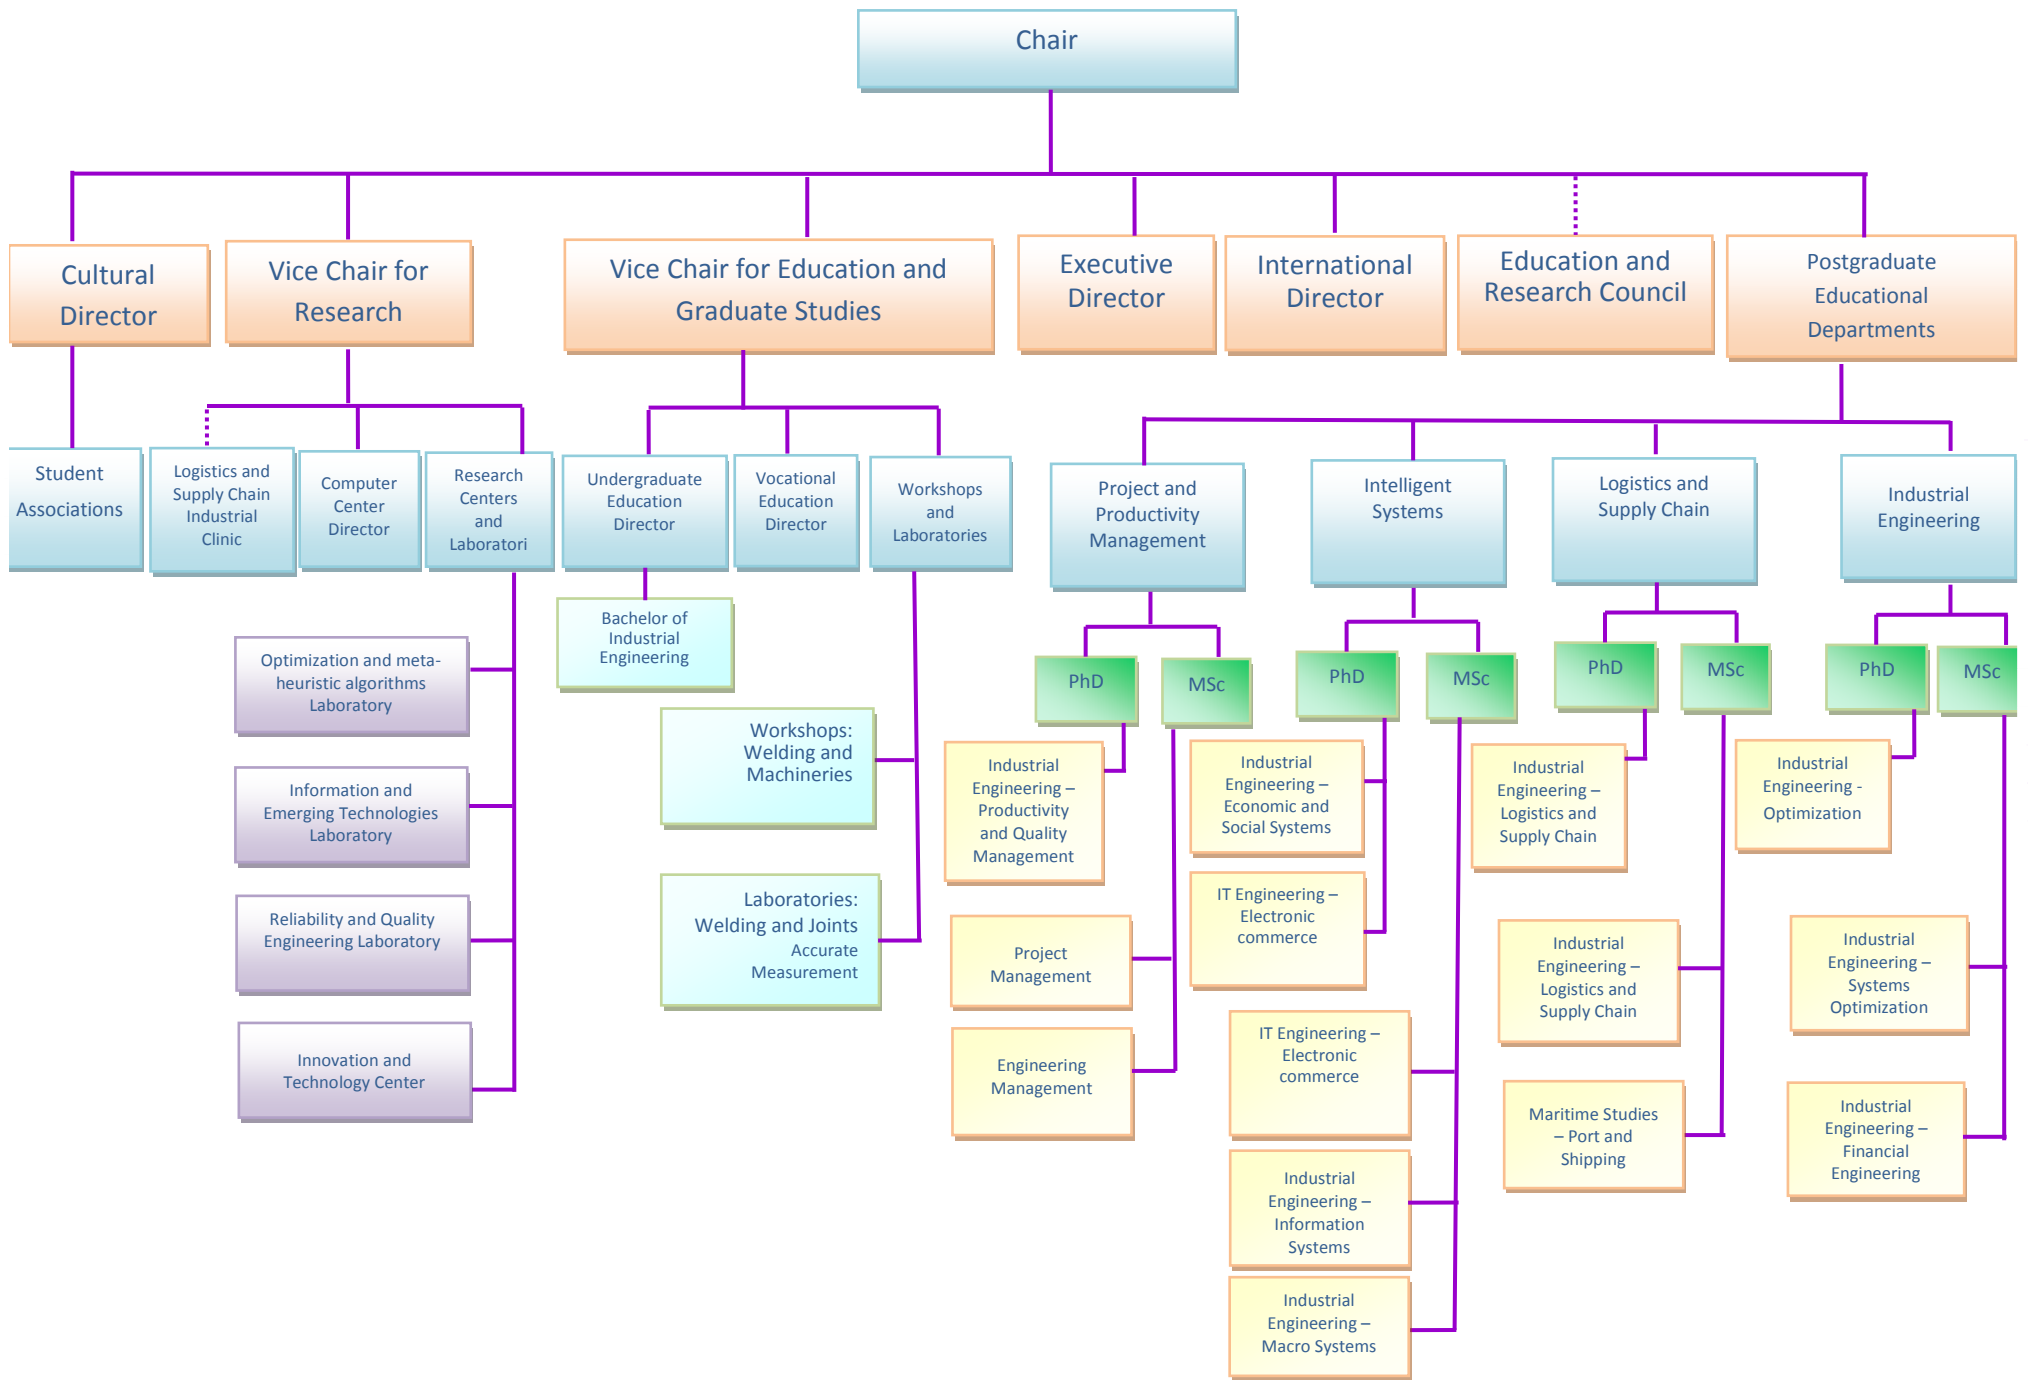 Chair
Cultural
Director
Vice Chair for
Research
Vice Chair for Education and
Graduate Studies
Executive
Director
International
Director
Education and
Research Council
Postgraduate
Educational
Departments
Student
Associations
Logistics and
Supply Chain
Industrial
Clinic
Computer
Center
Director
Research
Centers
and
Laboratori
Undergraduate
Education
Director
Vocational
Education
Director
Workshops
and
Laboratories
Project and
Productivity
Management
Intelligent
Systems
Logistics and
Supply Chain
Industrial
Engineering
Optimization and meta-
heuristic algorithms
Laboratory
Information and
Emerging Technologies
Laboratory
Reliability and Quality
Engineering Laboratory
Innovation and
Technology Center
Bachelor of
Industrial
Engineering
Workshops:
Welding and
Machineries
Laboratories:
Welding and Joints
Accurate
Measurement
PhD
MSc
PhD
MSc
PhD
MSc
PhD
MSc
Industrial
Engineering –
Productivity
and Quality
Management
Project
Management
Engineering
Management
Industrial
Engineering –
Economic and
Social Systems
IT Engineering –
Electronic
commerce
IT Engineering –
Electronic
commerce
Industrial
Engineering –
Information
Systems
Industrial
Engineering –
Macro Systems
Industrial
Engineering –
Logistics and
Supply Chain
Industrial
Engineering –
Logistics and
Supply Chain
Maritime Studies
– Port and
Shipping
Industrial
Engineering -
Optimization
Industrial
Engineering –
Systems
Optimization
Industrial
Engineering –
Financial
Engineering